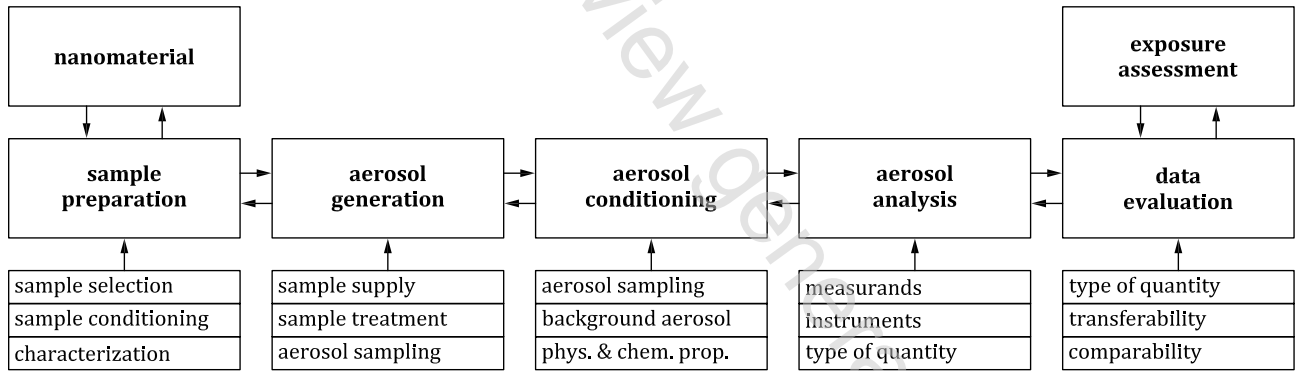 nanomaterial
exposure
assessment
sample
preparation
aerosol
generation
aerosol
conditioning
aerosol
analysis
data
evaluation
sample selection
sample conditioning
characterization
sample supply
sample treatment
aerosol sampling
aerosol sampling
background aerosol
phys. & chem. prop.
measurands
instruments
type of quantity
type of quantity
transferability
comparability